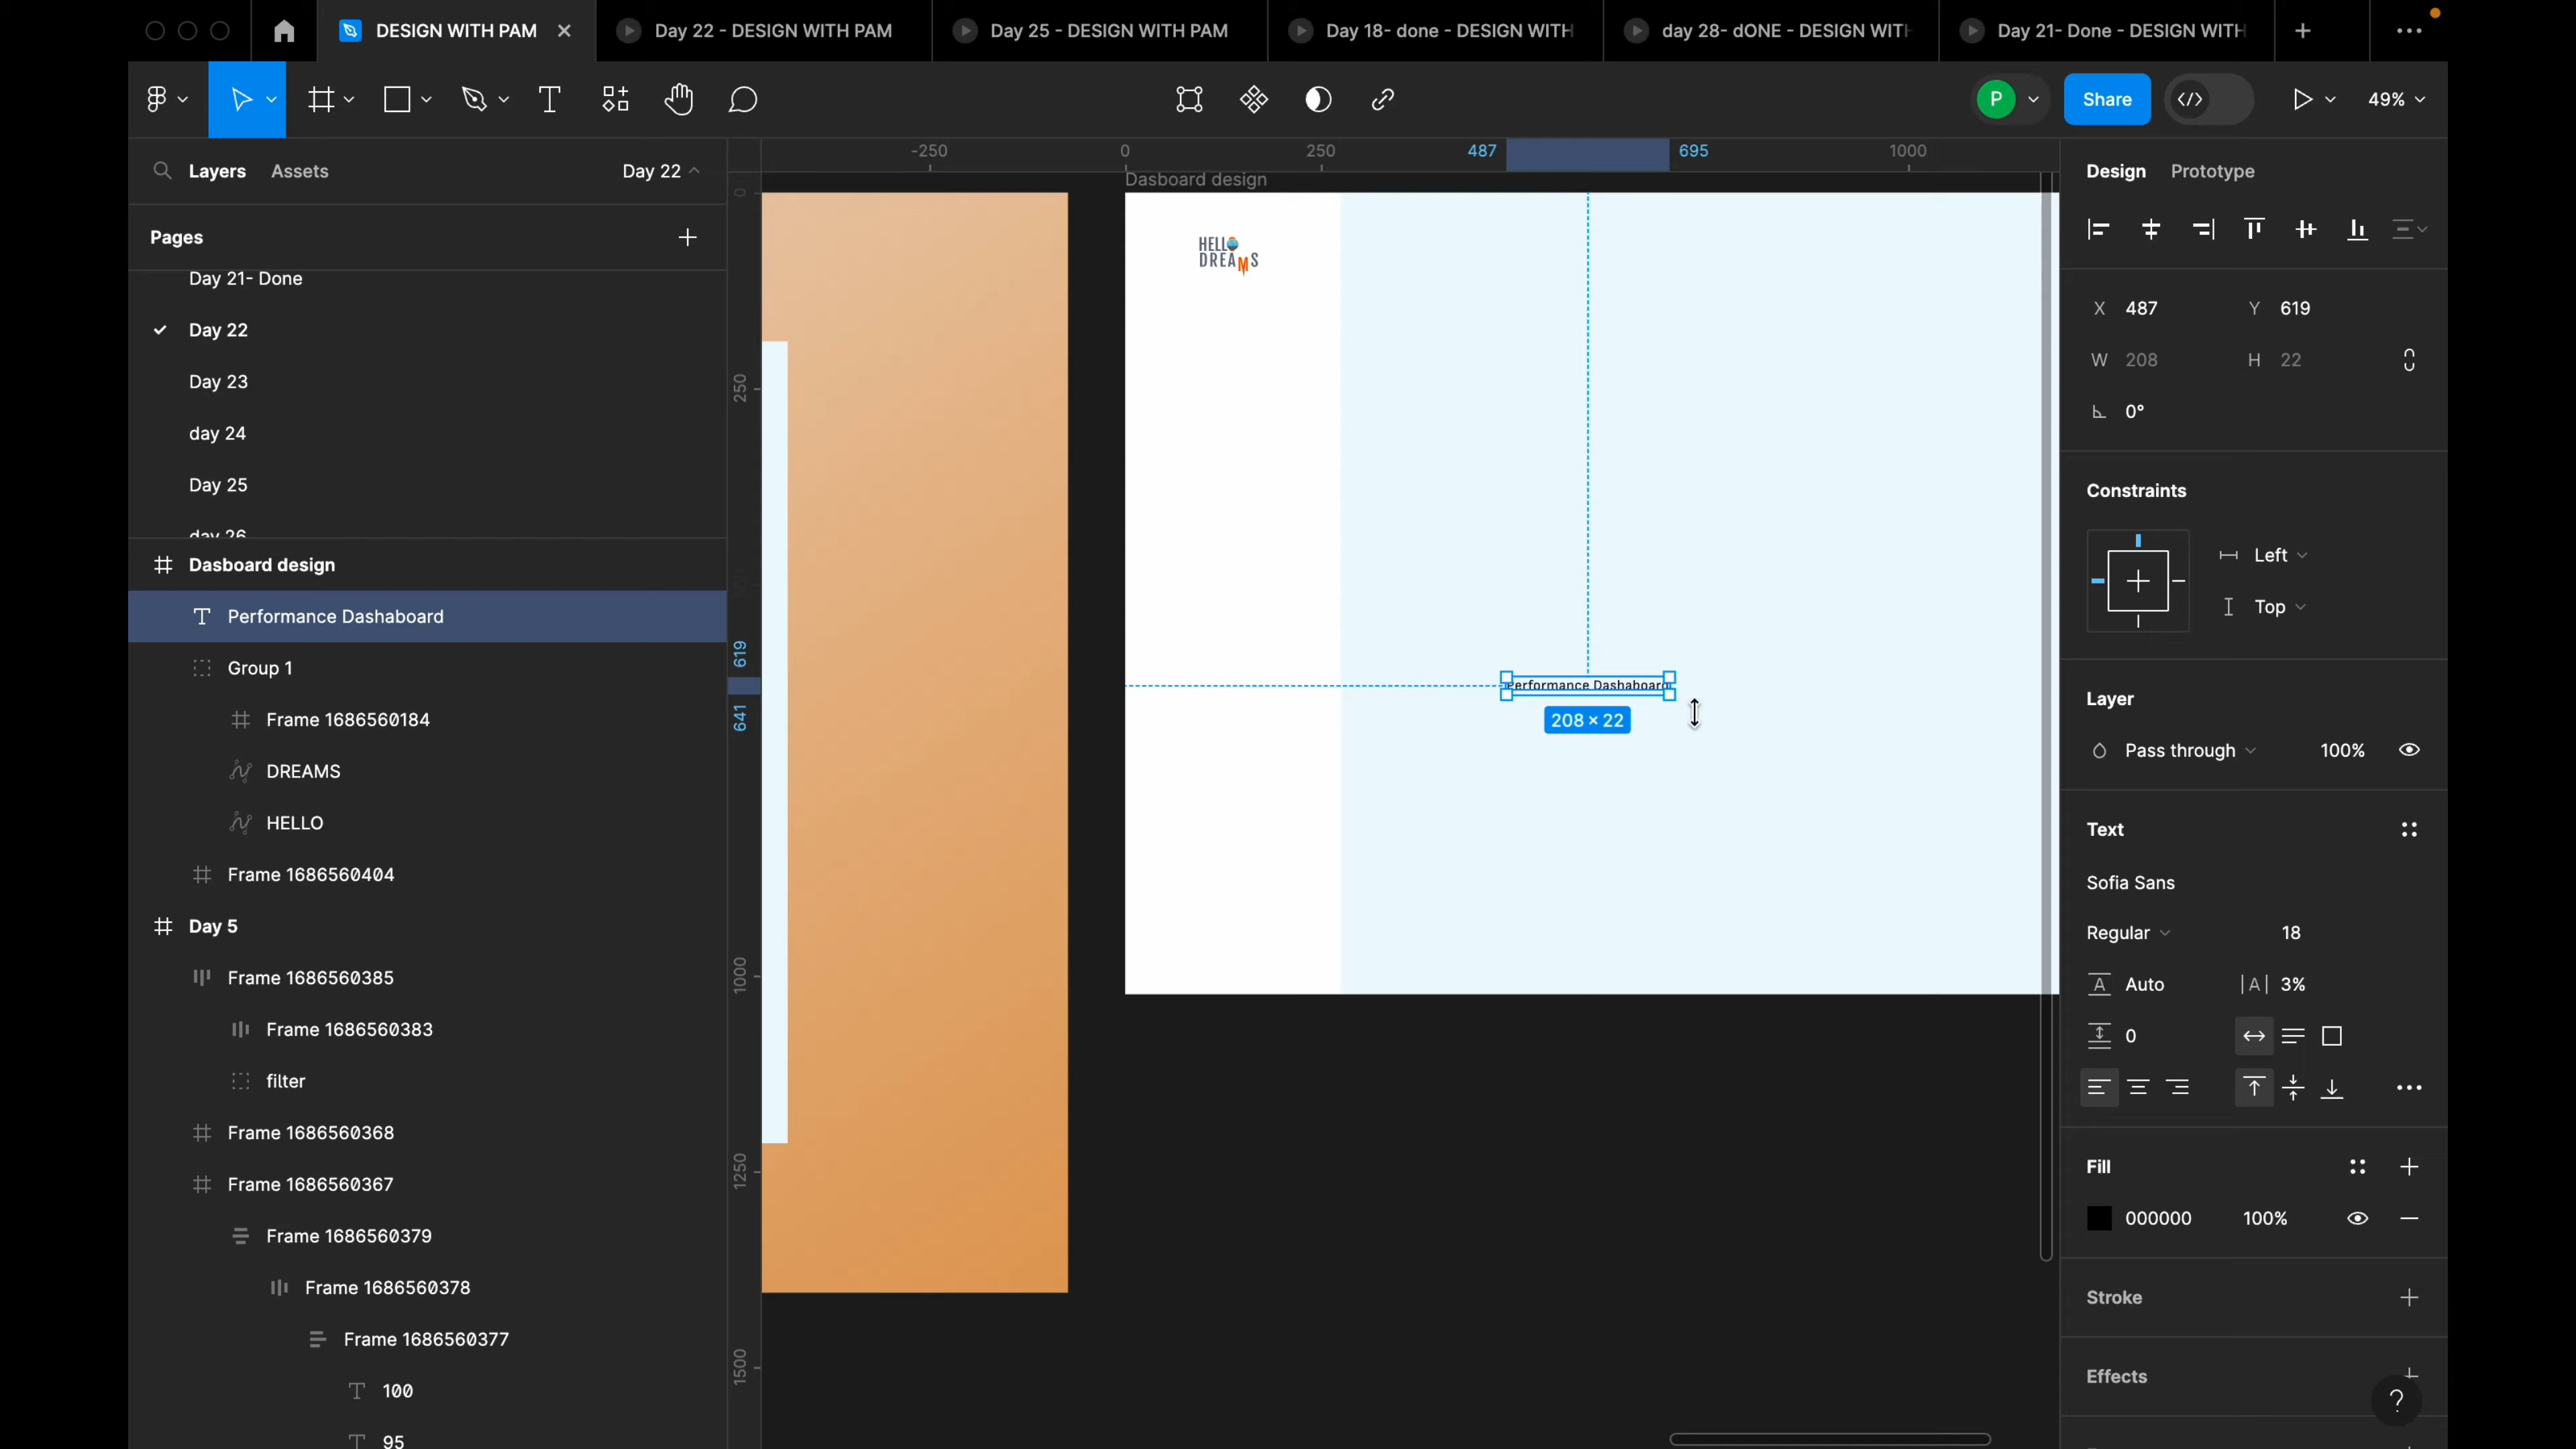 DESIGN WITH PAM
Day 22 - DESIGN WITH PAM
Day 25 - DESIGN WITH PAM
Day 18- done - DESIGN WITH
day 28- dONE - DESIGN WITH
Day 21- Done - DESIGN WITH
P
Share
49%
Layers
Assets
Day 22
Pages
Day 21- Done
Day 22
Day 23
day 24
Day 25
day 26
Dasboard design
Performance Dashaboard
Group 1
Frame 1686560184
DREAMS
HELLO
Frame 1686560404
Day 5
Frame 1686560385
Frame 1686560383
filter
Frame 1686560368
Frame 1686560367
Frame 1686560379
Frame 1686560378
Frame 1686560377
100
95
-250
0
250
487
695
1000
0
250
619
641
1000
1250
1500
Dasboard design
HELLO
DREAMS
Performance Dashaboard
208 × 22
Design
Prototype
X 487
Y 619
W 208
H 22
0°
Constraints
Left
Top
Layer
Pass through
100%
Text
Sofia Sans
Regular
18
Auto
|A| 3%
0
Fill
000000
100%
Stroke
Effects
?